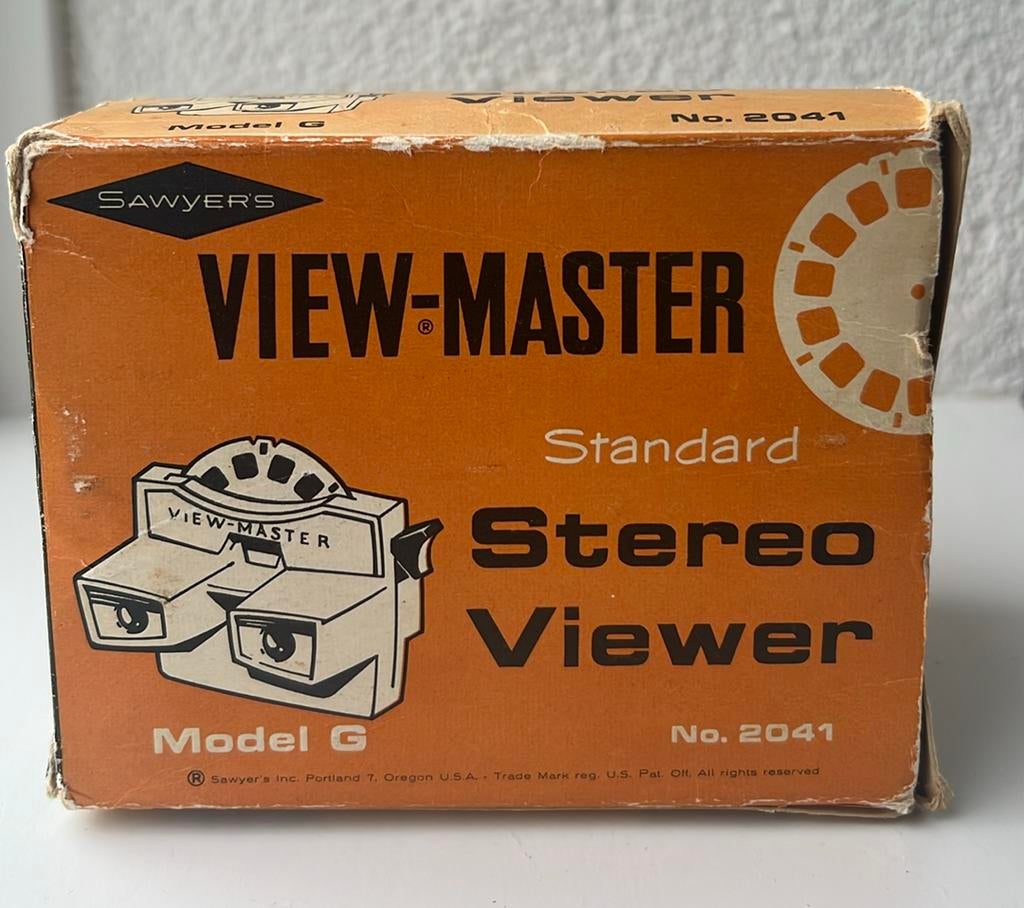 Viewer
Model G
No. 2041
SAWYER'S
VIEW-MASTER
®
Standard
VIEW-MASTER
Stereo
Viewer
Model G
No. 2041
® Sawyer's Inc. Portland 7, Oregon U.S.A. - Trade Mark reg. U.S. Pat. Off. All rights reserved